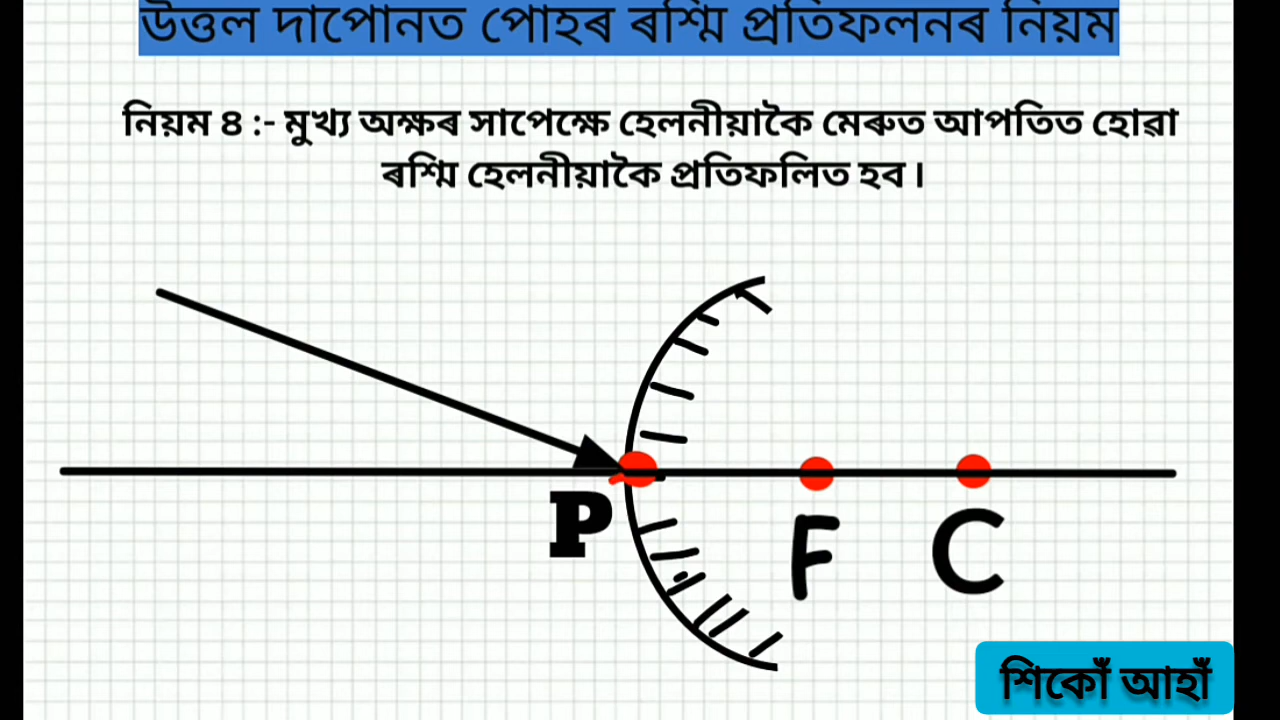 উত্তল দাপোনত পোহৰ ৰশ্মি প্ৰতিফলনৰ নিয়ম
নিয়ম ৪ :- মুখ্য অক্ষৰ সাপেক্ষে হেলনীয়াকৈ মেৰুত আপতিত হোৱা
ৰশ্মি হেলনীয়াকৈ প্ৰতিফলিত হব ।
P
F
C
শিকোঁ আহাঁ